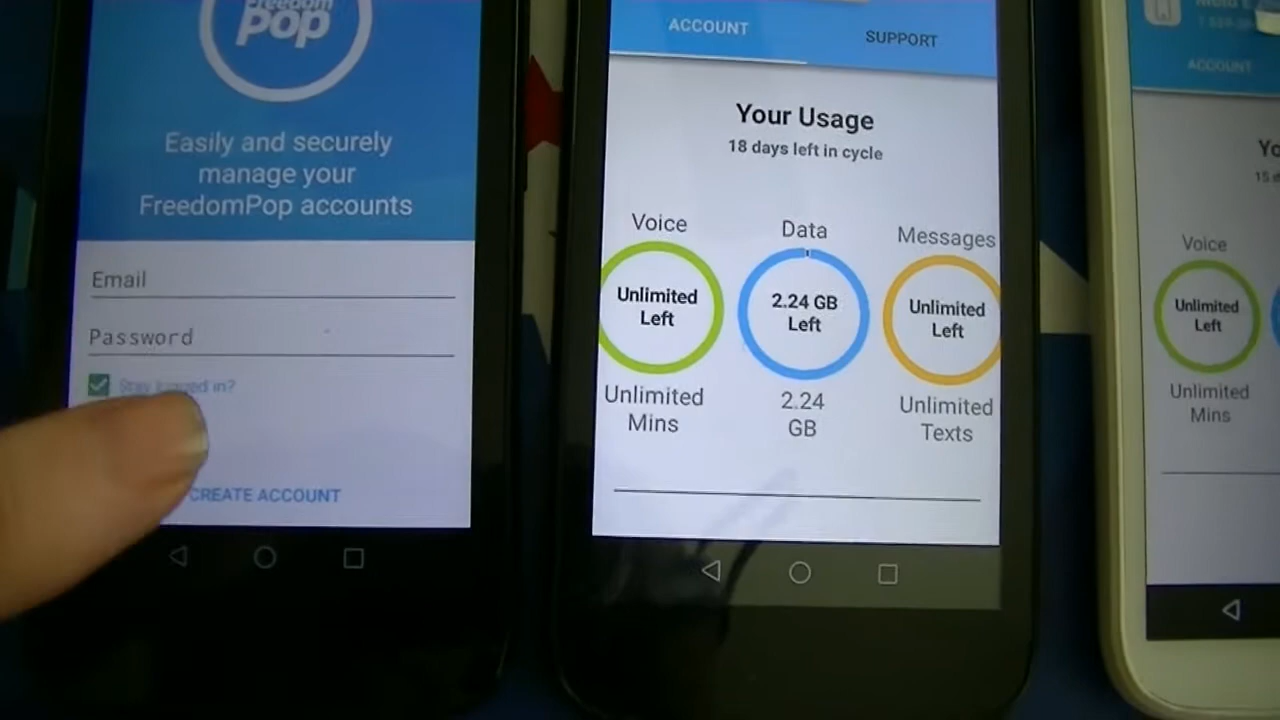 Freedom
Pop
Easily and securely
manage your
FreedomPop accounts
Email
Password
Stay logged in?
CREATE ACCOUNT
ACCOUNT
SUPPORT
Your Usage
18 days left in cycle
Voice
Data
Messages
Unlimited
Left
2.24 GB
Left
Unlimited
Left
Unlimited
Mins
2.24
GB
Unlimited
Texts
ACCOUNT
Yo
15 d
Voice
Unlimited
Left
Unlimited
Mins